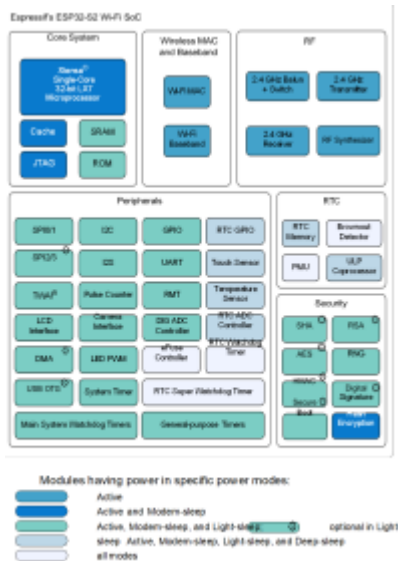 Espressif's ESP32-S2 Wi-Fi SoC
Core System
Xtensa®
Single-Core
32-bit LX7
Microprocessor
Cache
SRAM
JTAG
ROM
Wireless MAC
and Baseband
Wi-Fi MAC
Wi-Fi
Baseband
RF
2.4 GHz Balun
+ Switch
2.4 GHz
Transmitter
2.4 GHz
Receiver
RF Synthesizer
Peripherals
SPI0/1
I2C
GPIO
RTC GPIO
SPI2/3
I2S
UART
Touch Sensor
TWAI®
Pulse Counter
RMT
Temperature
Sensor
LCD
Interface
Camera
Interface
DIG ADC
Controller
RTC ADC
Controller
DMA
LED PWM
eFuse
Controller
RTC Watchdog
Timer
USB OTG
System Timer
RTC Super Watchdog Timer
Main System Watchdog Timers
General-purpose Timers
RTC
RTC
Memory
Brownout
Detector
PMU
ULP
Coprocessor
Security
SHA
RSA
AES
RNG
HMAC
Digital
Signature
Secure
Boot
Flash
Encryption
Modules having power in specific power modes:
Active
Active and Modem-sleep
Active, Modem-sleep, and Light-sleep;
optional in Light
sleep Active, Modem-sleep, Light-sleep, and Deep-sleep
all modes